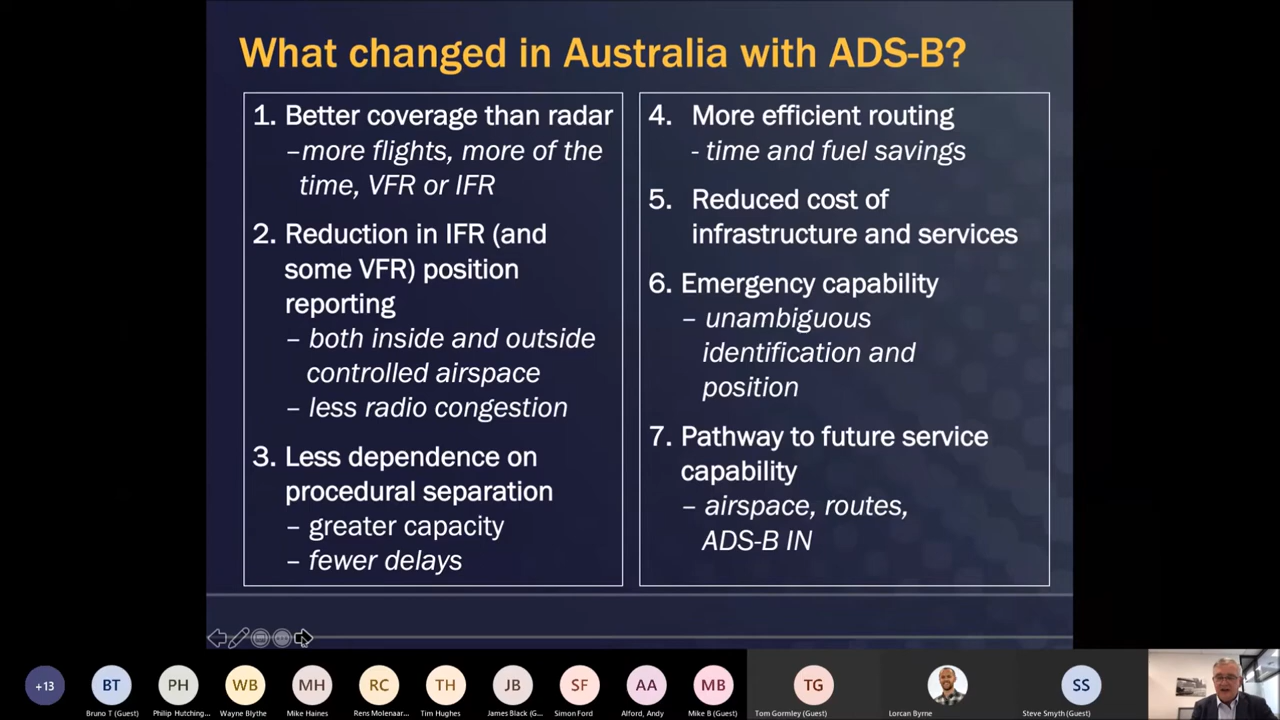 What changed in Australia with ADS-B?
1. Better coverage than radar
–more flights, more of the
time, VFR or IFR
2. Reduction in IFR (and
some VFR) position
reporting
– both inside and outside
controlled airspace
– less radio congestion
3. Less dependence on
procedural separation
– greater capacity
– fewer delays
4. More efficient routing
- time and fuel savings
5. Reduced cost of
infrastructure and services
6. Emergency capability
– unambiguous
identification and
position
7. Pathway to future service
capability
– airspace, routes,
ADS-B IN
+13
BT
PH
WB
MH
RC
TH
JB
SF
AA
MB
TG
SS
Bruno T (Guest)
Philip Hutching...
Wayne Blythe
Mike Haines
Rens Molenaar...
Tim Hughes
James Black (G...
Simon Ford
Alford, Andy
Mike B (Guest)
Tom Gormley (Guest)
Lorcan Byrne
Steve Smyth (Guest)